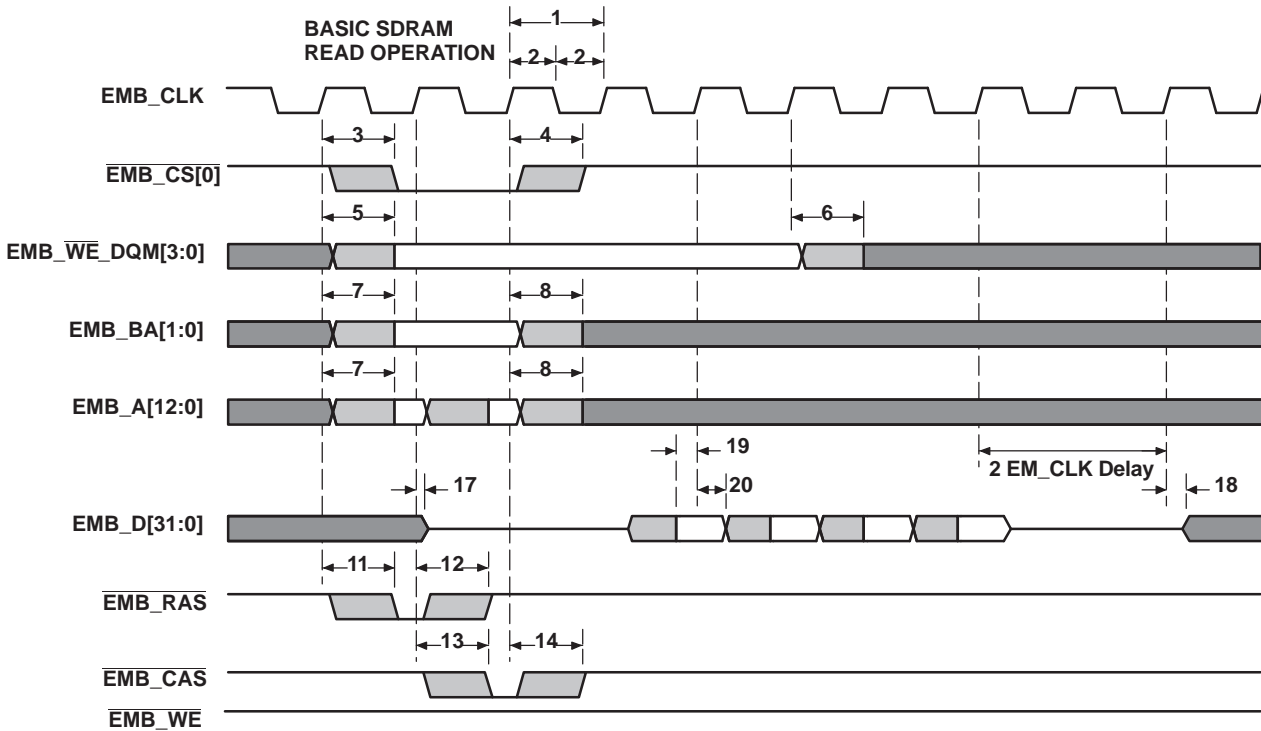 1
BASIC SDRAM
READ OPERATION
2 2
EMB_CLK
3 4
EMB_CS[0]
5 6
EMB_WE_DQM[3:0]
7 8
EMB_BA[1:0]
7 8
EMB_A[12:0]
19
2 EM_CLK Delay
17 20 18
EMB_D[31:0]
11 12
EMB_RAS
13 14
EMB_CAS
EMB_WE